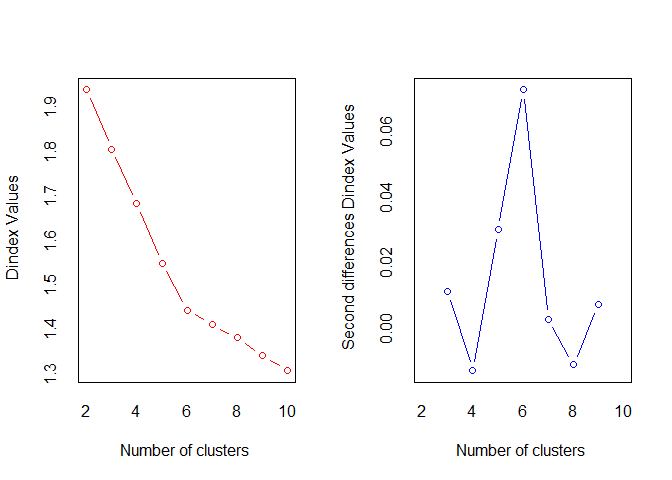 Dindex Values
1.9
1.8
1.7
1.6
1.5
1.4
1.3
2 4 6 8 10
Number of clusters
Second differences Dindex Values
0.06
0.04
0.02
0.00
2 4 6 8 10
Number of clusters